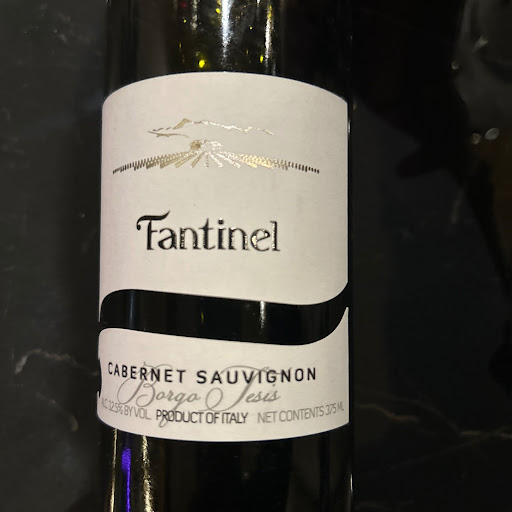 Fantinel
CABERNET SAUVIGNON
Borgo Tesis
ALC. 12.5% BY VOL. PRODUCT OF ITALY NET CONTENTS 375 ML